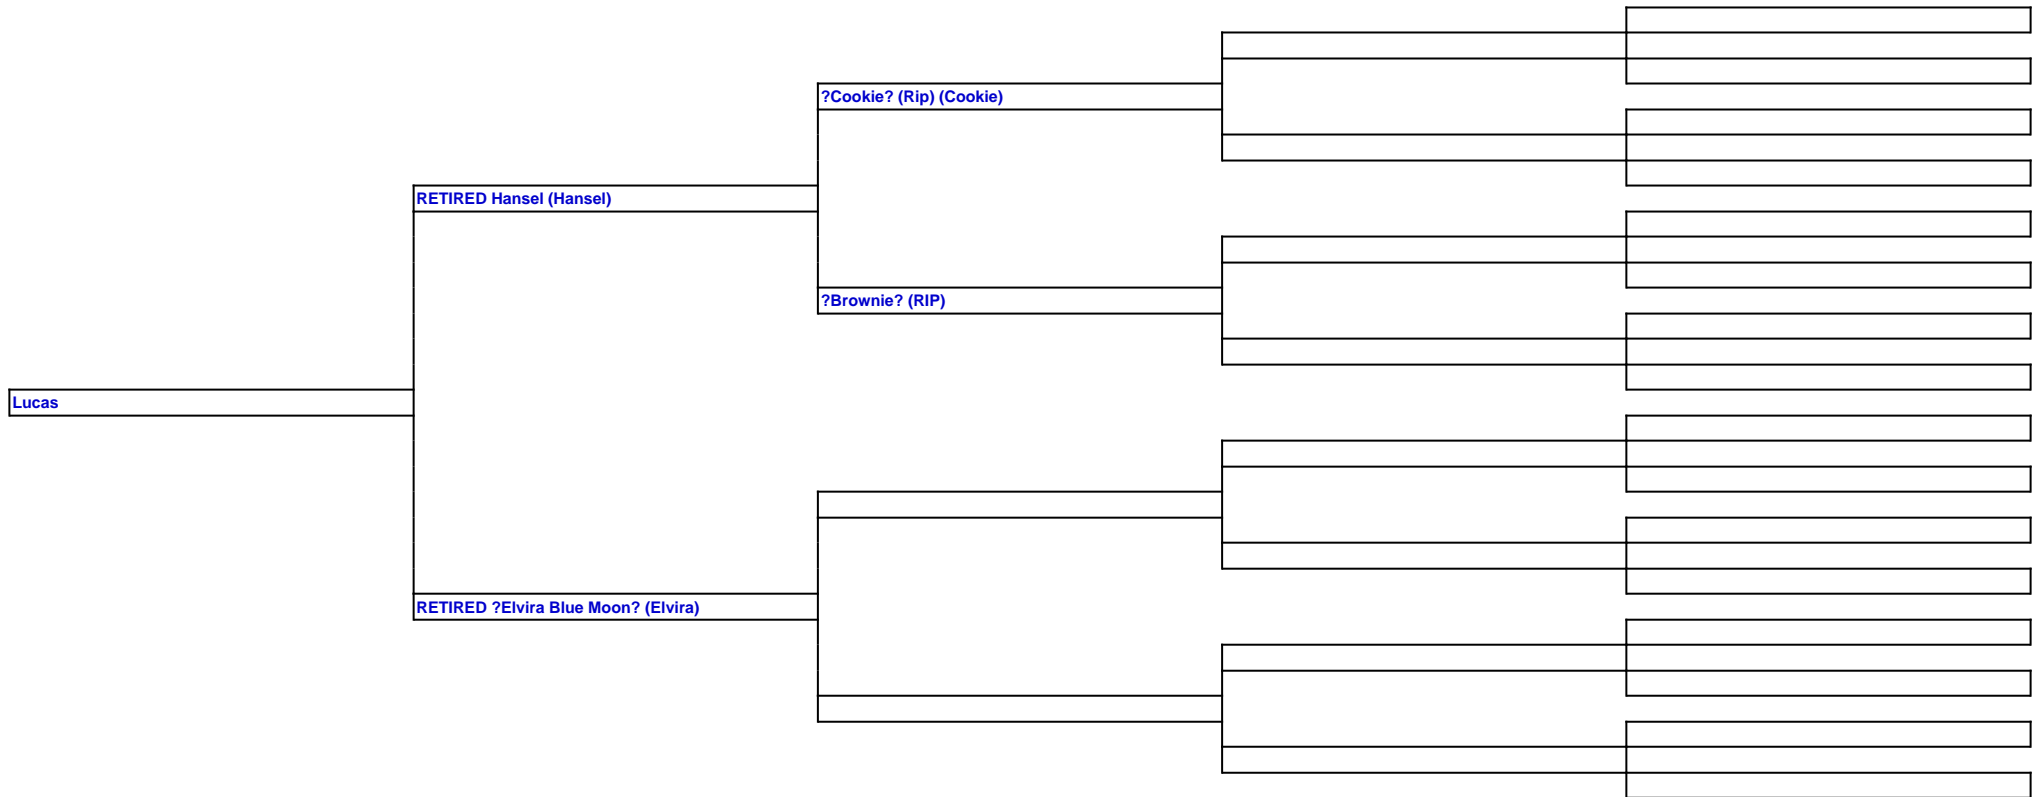 ?Cookie? (Rip) (Cookie)
RETIRED Hansel (Hansel)
?Brownie? (RIP)
Lucas
RETIRED ?Elvira Blue Moon? (Elvira)